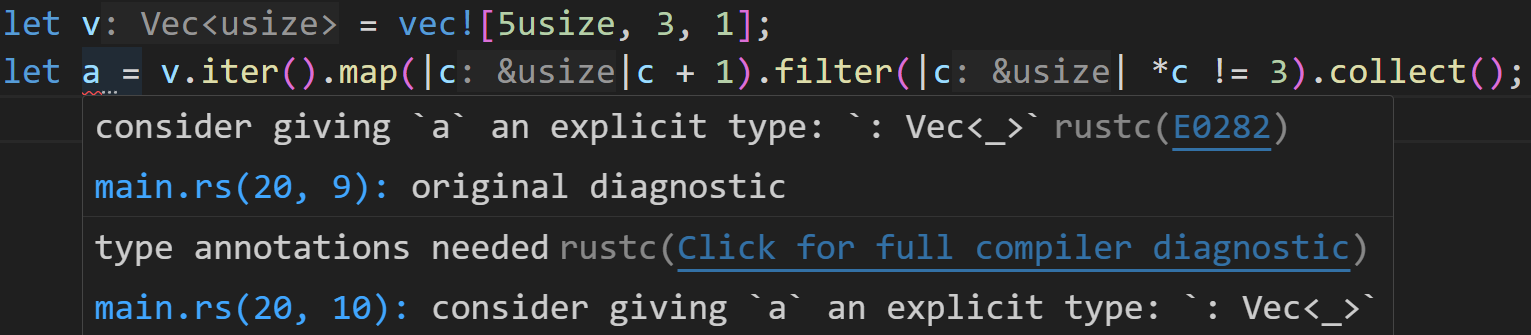 let v: Vec<usize> = vec![5usize, 3, 1];
let a = v.iter().map(|c: &usize|c + 1).filter(|c: &usize| *c != 3).collect();
consider giving `a` an explicit type: `: Vec<_>` rustc(E0282)
main.rs(20, 9): original diagnostic
type annotations needed rustc(Click for full compiler diagnostic)
main.rs(20, 10): consider giving `a` an explicit type: `: Vec<_>`